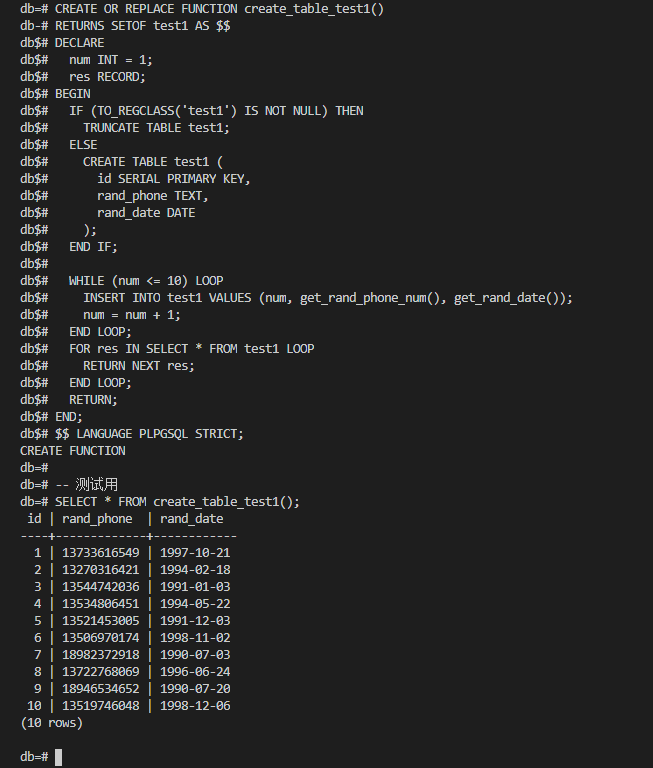 db=# CREATE OR REPLACE FUNCTION create_table_test1()
db-# RETURNS SETOF test1 AS $$
db$# DECLARE
db$#   num INT = 1;
db$#   res RECORD;
db$# BEGIN
db$#   IF (TO_REGCLASS('test1') IS NOT NULL) THEN
db$#     TRUNCATE TABLE test1;
db$#   ELSE
db$#     CREATE TABLE test1 (
db$#       id SERIAL PRIMARY KEY,
db$#       rand_phone TEXT,
db$#       rand_date DATE
db$#     );
db$#   END IF;
db$#
db$#   WHILE (num <= 10) LOOP
db$#     INSERT INTO test1 VALUES (num, get_rand_phone_num(), get_rand_date());
db$#     num = num + 1;
db$#   END LOOP;
db$#   FOR res IN SELECT * FROM test1 LOOP
db$#     RETURN NEXT res;
db$#   END LOOP;
db$#   RETURN;
db$# END;
db$# $$ LANGUAGE PLPGSQL STRICT;
CREATE FUNCTION
db=#
db=# -- 测试用
db=# SELECT * FROM create_table_test1();
 id | rand_phone  | rand_date
----+-------------+------------
  1 | 13733616549 | 1997-10-21
  2 | 13270316421 | 1994-02-18
  3 | 13544742036 | 1991-01-03
  4 | 13534806451 | 1994-05-22
  5 | 13521453005 | 1991-12-03
  6 | 13506970174 | 1998-11-02
  7 | 18982372918 | 1990-07-03
  8 | 13722768069 | 1996-06-24
  9 | 18946534652 | 1990-07-20
 10 | 13519746048 | 1998-12-06
(10 rows)

db=#